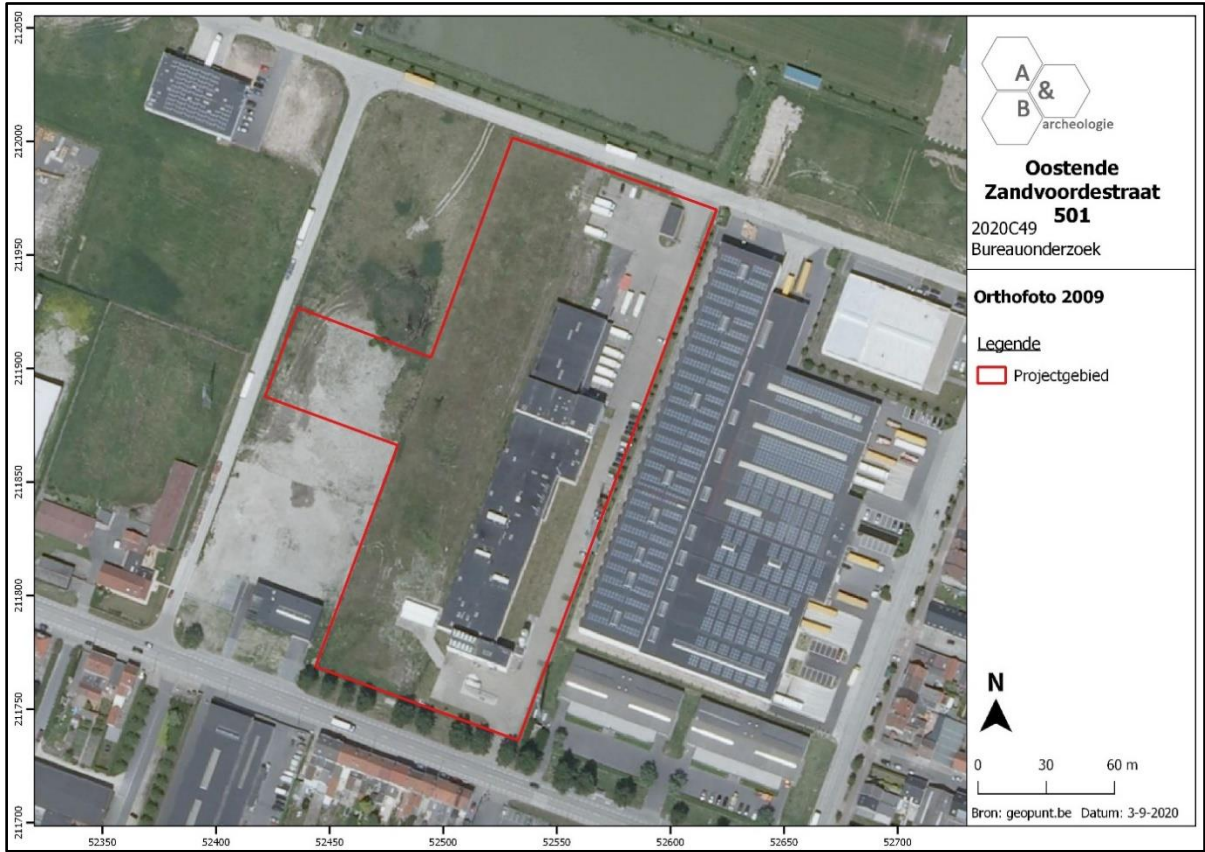 A
&
B
archeologie
Oostende
Zandvoordestraat
501
2020C49
Bureauonderzoek
Orthofoto 2009
Legende
Projectgebied
N
0 30 60 m
Bron: geopunt.be Datum: 3-9-2020
212050
212000
211950
211900
211850
211800
211750
211700
52350 52400 52450 52500 52550 52600 52650 52700